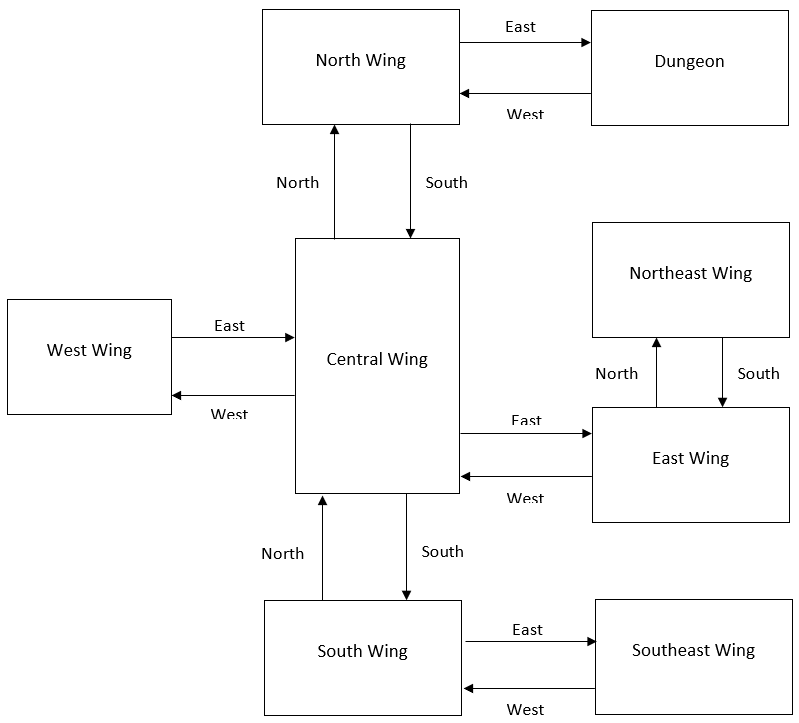 East
North Wing
Dungeon
West
North
South
Northeast Wing
East
West Wing
Central Wing
North
South
West
East
East Wing
West
North
South
East
South Wing
Southeast Wing
West